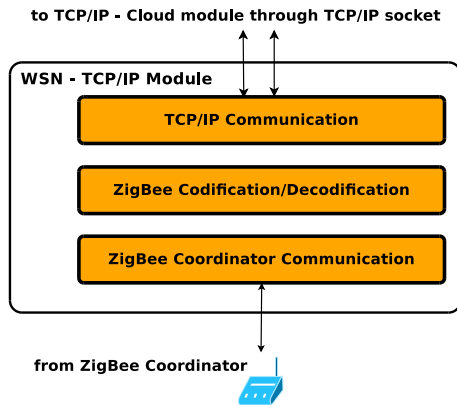 to TCP/IP - Cloud module through TCP/IP socket
WSN - TCP/IP Module
TCP/IP Communication
ZigBee Codification/Decodification
ZigBee Coordinator Communication
from ZigBee Coordinator